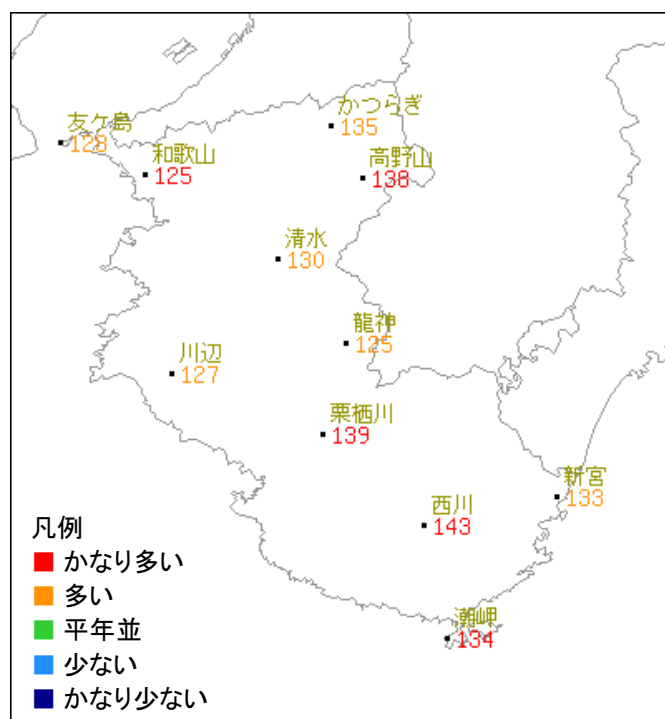 かつらぎ
135
友ケ島
128
和歌山
125
高野山
138
清水
130
龍神
125
川辺
127
栗栖川
139
新宮
133
西川
143
潮岬
134
凡例
かなり多い
多い
平年並
少ない
かなり少ない